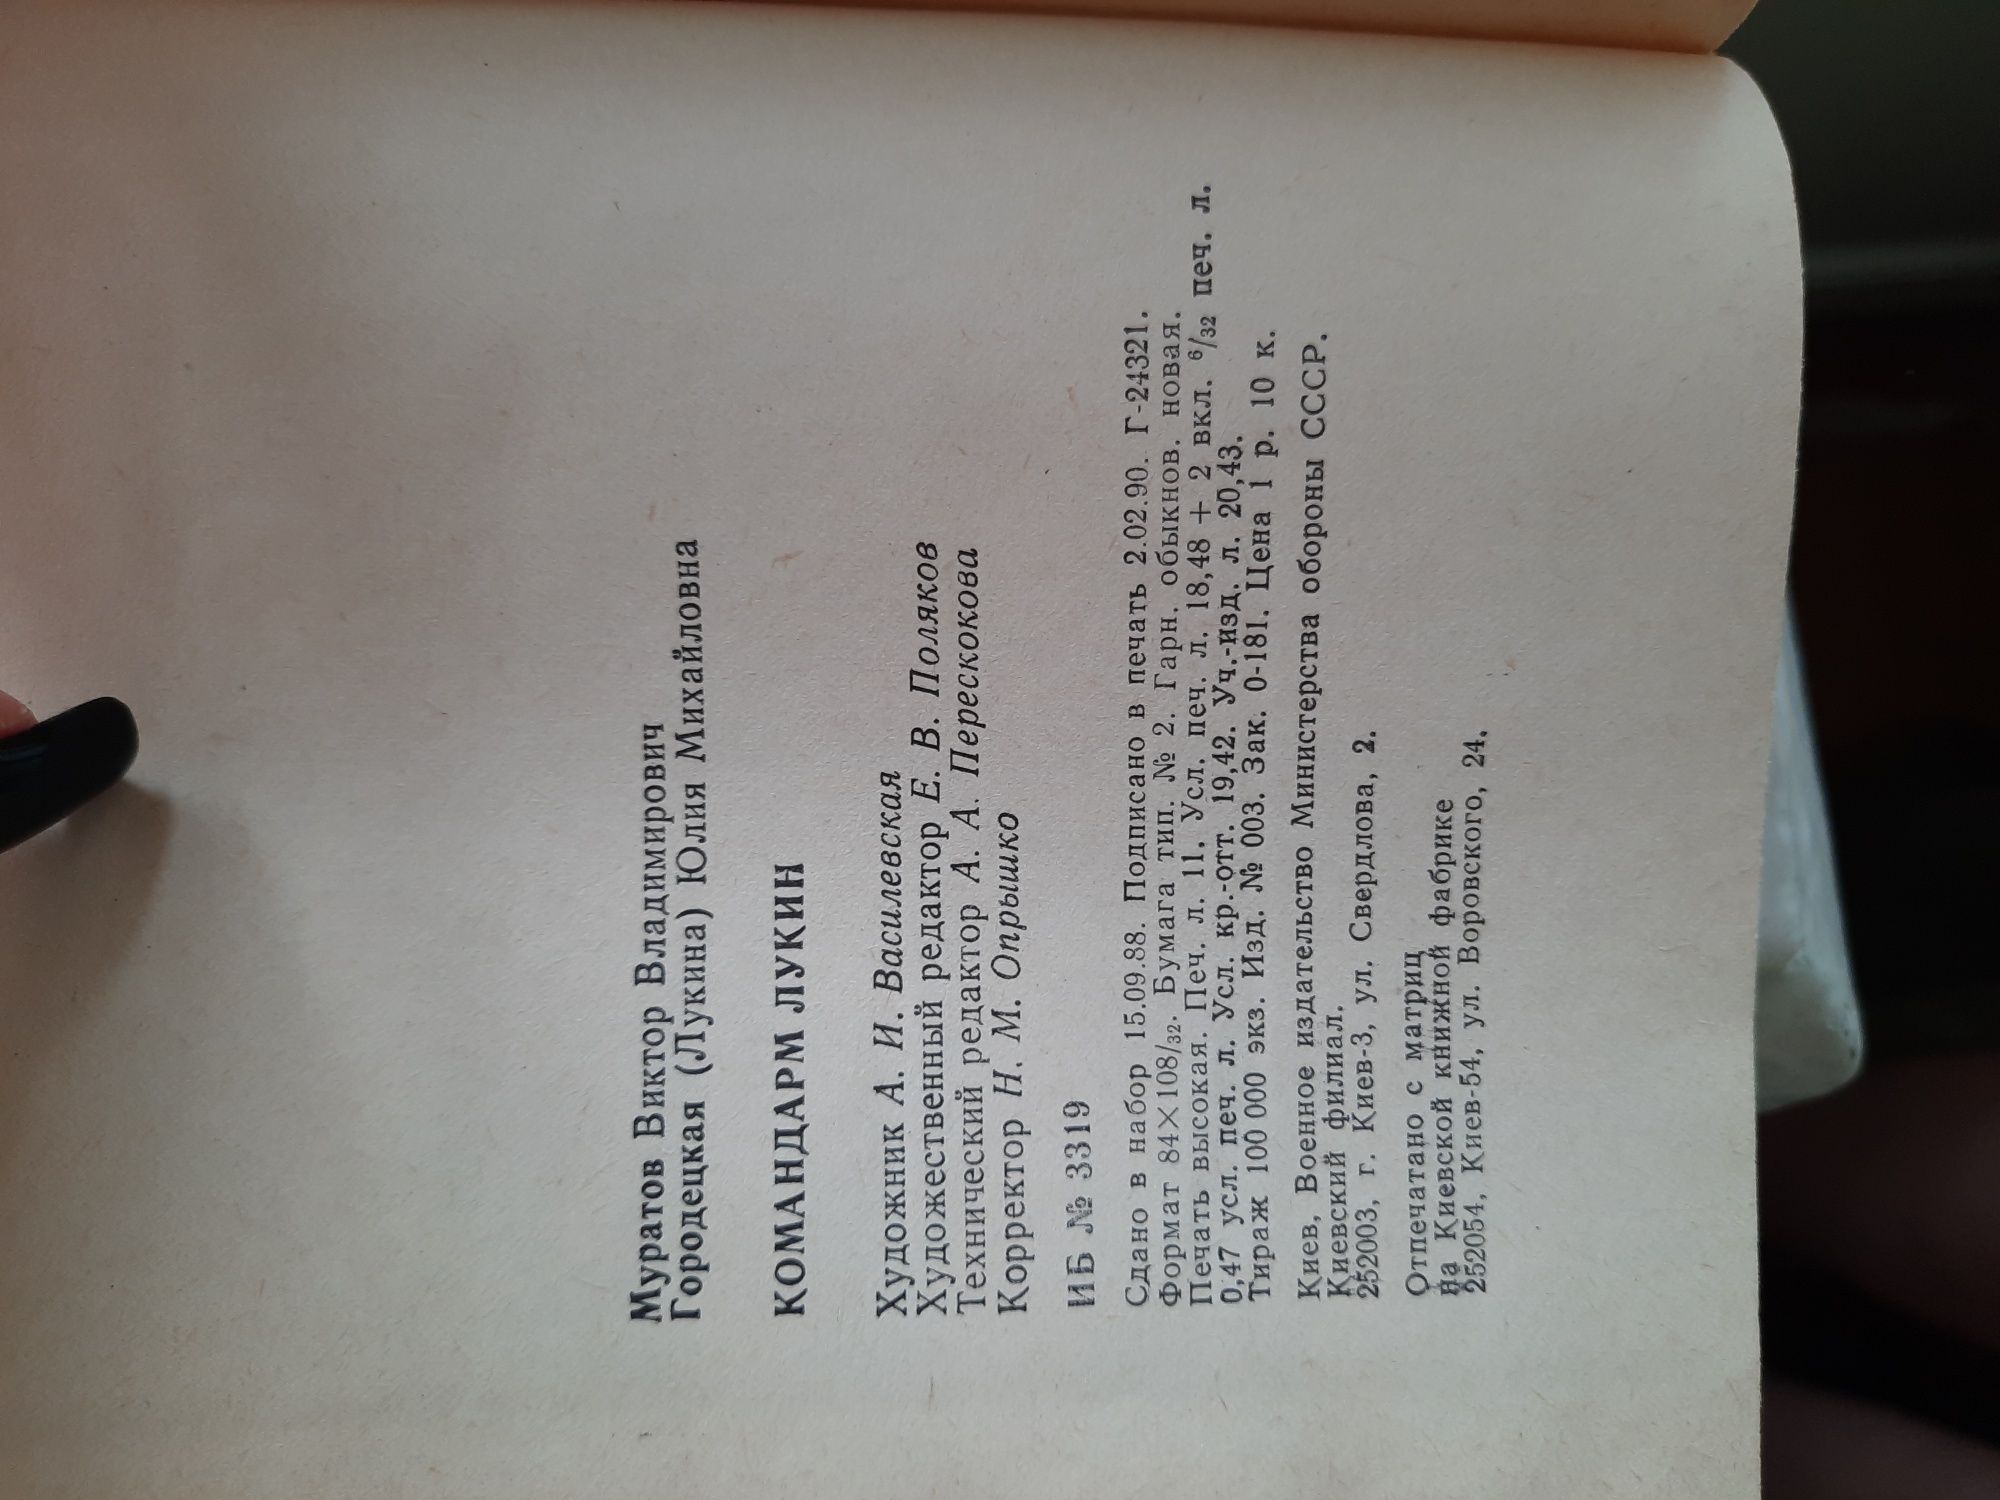 Муратов Виктор Владимирович
Городецкая (Лукина) Юлия Михайловна
КОМАНДАРМ ЛУКИН
Художник А. И. Василевская
Художественный редактор Е. В. Поляков
Технический редактор А. А. Перескокова
Корректор Н. М. Опрышко
ИБ № 3319
Сдано в набор 15.09.88. Подписано в печать 2.02.90. Г-24321.
Формат 84×108/32. Бумага тип. № 2. Гарн. обыкнов. новая.
Печать высокая. Печ. л. 11. Усл. печ. л. 18,48 + 2 вкл. 6/32 печ. л.
0,47 усл. печ. л. Усл. кр.-отт. 19,42. Уч.-изд. л. 20,43.
Тираж 100 000 экз. Изд. № 003. Зак. 0-181. Цена 1 р. 10 к.
Киев, Военное издательство Министерства обороны СССР.
Киевский филиал.
252003, г. Киев-3, ул. Свердлова, 2.
Отпечатано с матриц
на Киевской книжной фабрике
252054, Киев-54, ул. Воровского, 24.